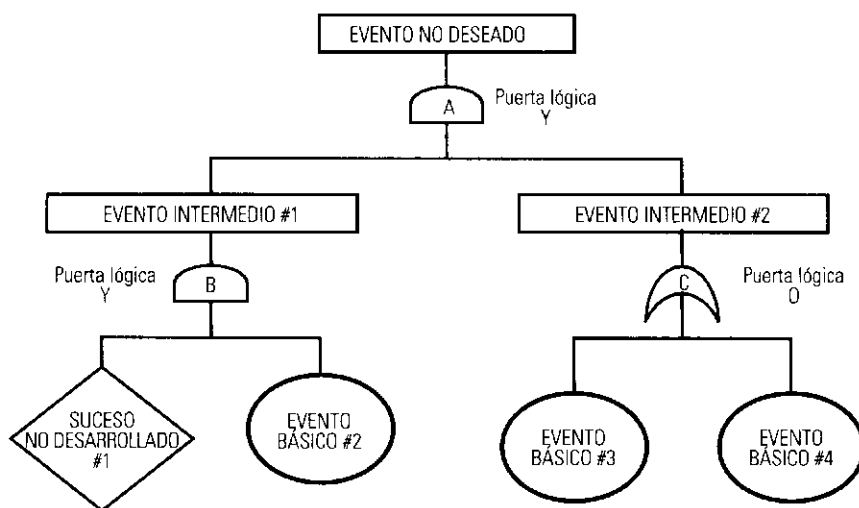 EVENTO NO DESEADO
A
Puerta lógica
Y
EVENTO INTERMEDIO #1
EVENTO INTERMEDIO #2
Puerta lógica
Y
B
C
Puerta lógica
O
SUCESO
NO DESARROLLADO
#1
EVENTO
BÁSICO #2
EVENTO
BÁSICO #3
EVENTO
BÁSICO #4